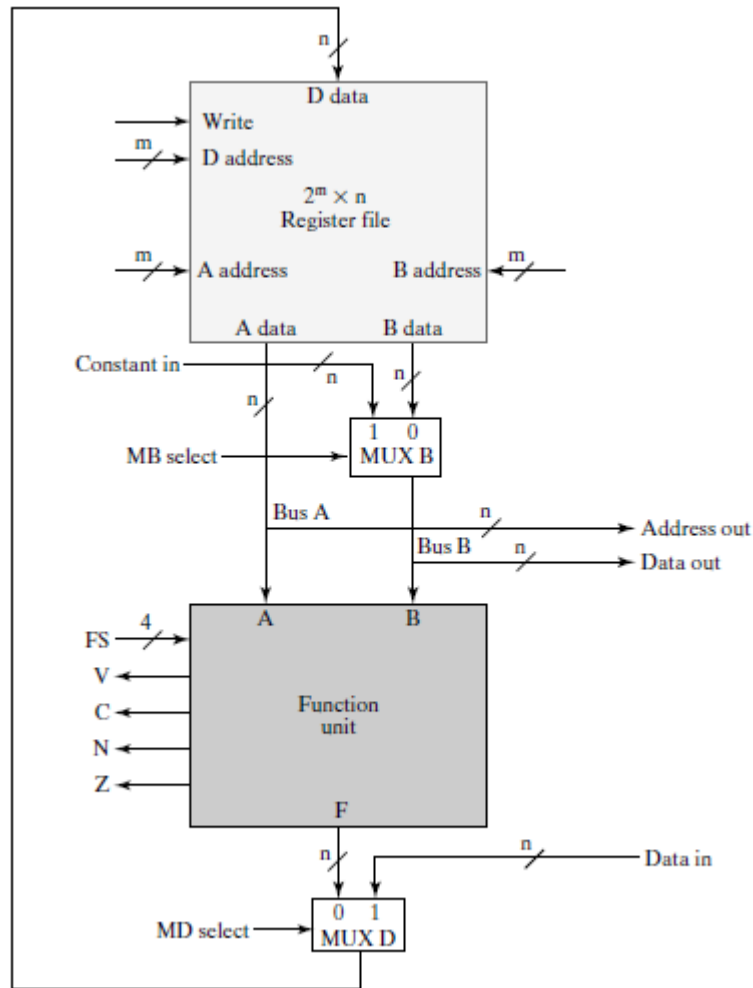 n
D data
Write
m
D address
2^m × n
Register file
m
A address
B address
m
A data
B data
Constant in
n
n
n
1 0
MB select
MUX B
Bus A
n
Address out
Bus B
n
Data out
A
B
4
FS
V
C
Function
unit
N
Z
F
n
n
Data in
0 1
MD select
MUX D